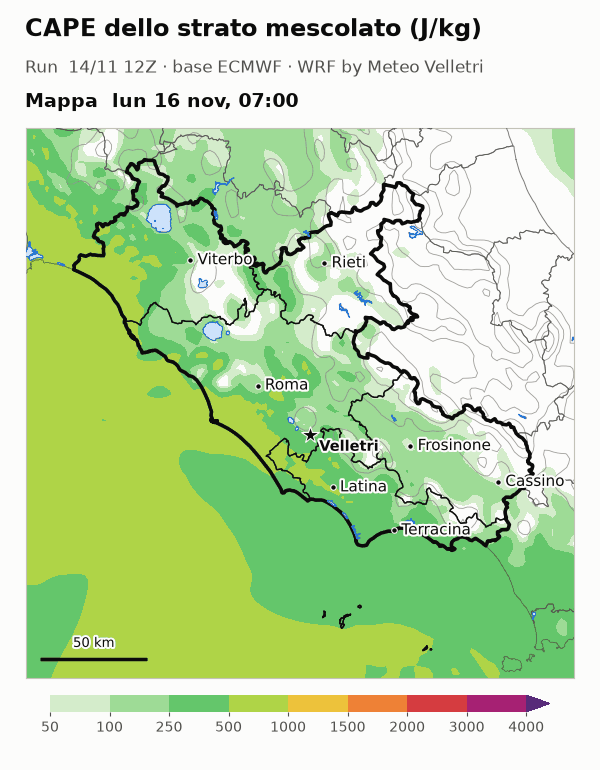 CAPE dello strato mescolato (J/kg)
Run  14/11 12Z · base ECMWF · WRF by Meteo Velletri
Mappa  lun 16 nov, 07:00
Viterbo
Rieti
Roma
Velletri
Frosinone
Cassino
Latina
Terracina
50 km
50 100 250 500 1000 1500 2000 3000 4000